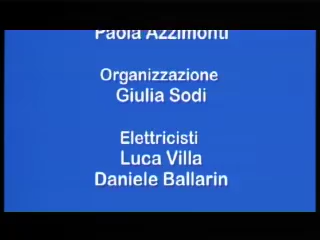 Paola Azzimonti
Organizzazione
Giulia Sodi
Elettricisti
Luca Villa
Daniele Ballarin